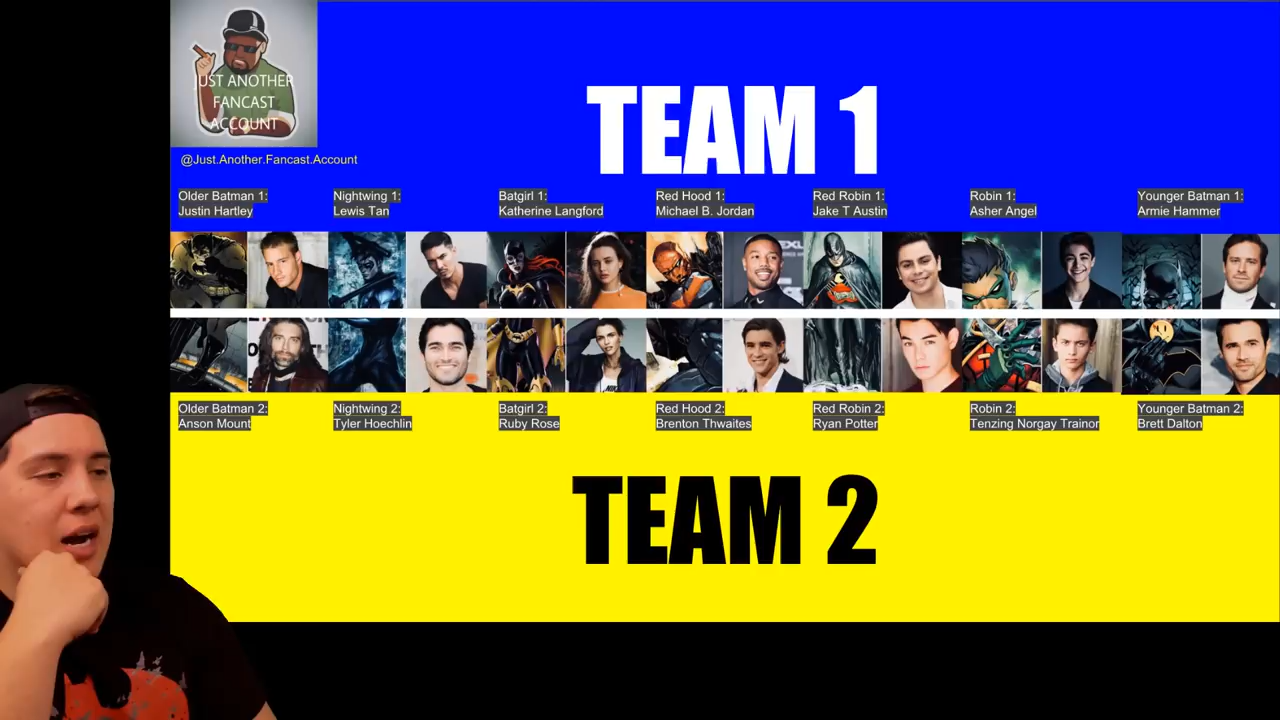 JUST ANOTHER
FANCAST
ACCOUNT
TEAM 1
@Just.Another.Fancast.Account
Older Batman 1:
Justin Hartley
Nightwing 1:
Lewis Tan
Batgirl 1:
Katherine Langford
Red Hood 1:
Michael B. Jordan
Red Robin 1:
Jake T Austin
Robin 1:
Asher Angel
Younger Batman 1:
Armie Hammer
Older Batman 2:
Anson Mount
Nightwing 2:
Tyler Hoechlin
Batgirl 2:
Ruby Rose
Red Hood 2:
Brenton Thwaites
Red Robin 2:
Ryan Potter
Robin 2:
Tenzing Norgay Trainor
Younger Batman 2:
Brett Dalton
TEAM 2